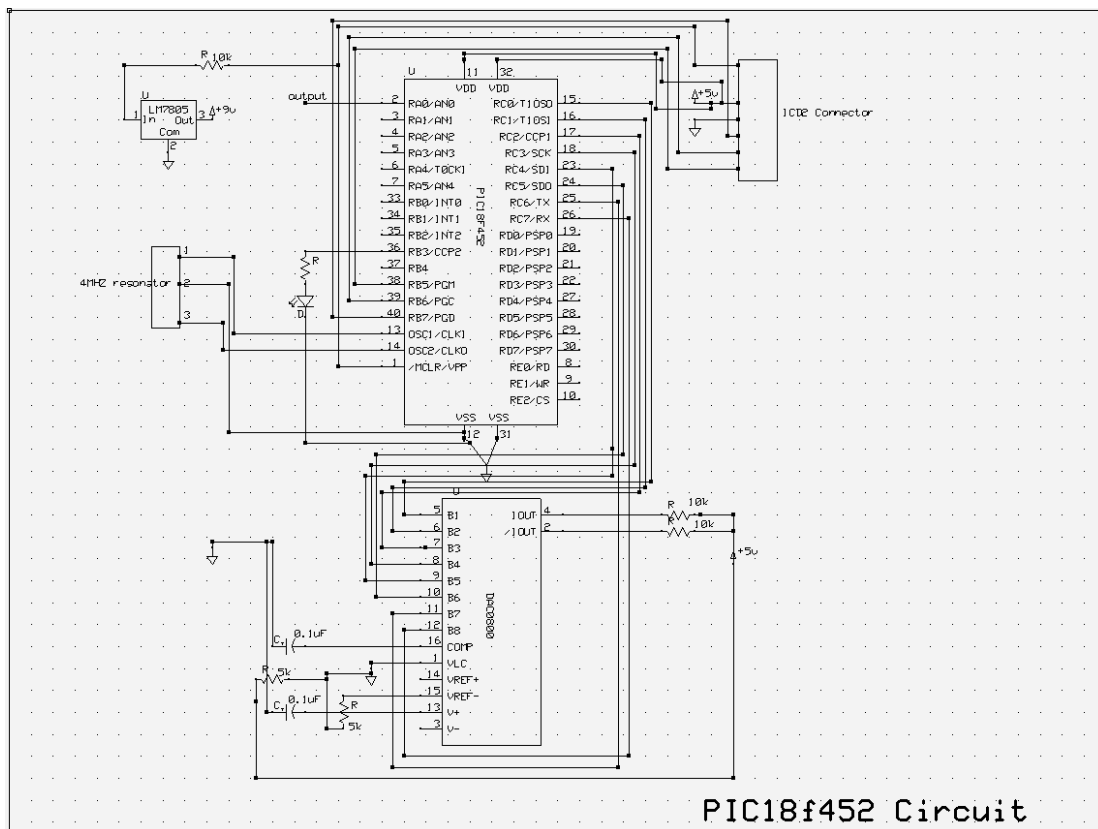 R 10k
U
LM7805
1 In Out 3 +9v
Com
2
output
U
11 32
VDD VDD
2 RA0/AN0 RC0/T1OSO 15
3 RA1/AN1 RC1/T1OSI 16
4 RA2/AN2 RC2/CCP1 17
5 RA3/AN3 RC3/SCK 18
6 RA4/T0CKI RC4/SDI 23
7 RA5/AN4 RC5/SDO 24
33 RB0/INT0 RC6/TX 25
34 RB1/INT1 RC7/RX 26
35 RB2/INT2 RD0/PSP0 19
36 RB3/CCP2 RD1/PSP1 20
37 RB4 RD2/PSP2 21
38 RB5/PGM RD3/PSP3 22
39 RB6/PGC RD4/PSP4 27
40 RB7/PGD RD5/PSP5 28
13 OSC1/CLKI RD6/PSP6 29
14 OSC2/CLKO RD7/PSP7 30
1 /MCLR/VPP RE0/RD 8
RE1/WR 9
RE2/CS 10
PIC18F452
VSS VSS
12 31
+5v
ICD2 Connector
1
4MHZ resonator 2
3
R
D
U
5 B1 IOUT 4
6 B2 /IOUT 2
7 B3
8 B4
9 B5
10 B6
11 B7
12 B8
16 COMP
1 VLC
14 VREF+
15 VREF-
13 V+
3 V-
DAC0800
R 10k
R 10k
+5v
C 0.1uF
R 5k
C 0.1uF
R
5k
PIC18f452 Circuit